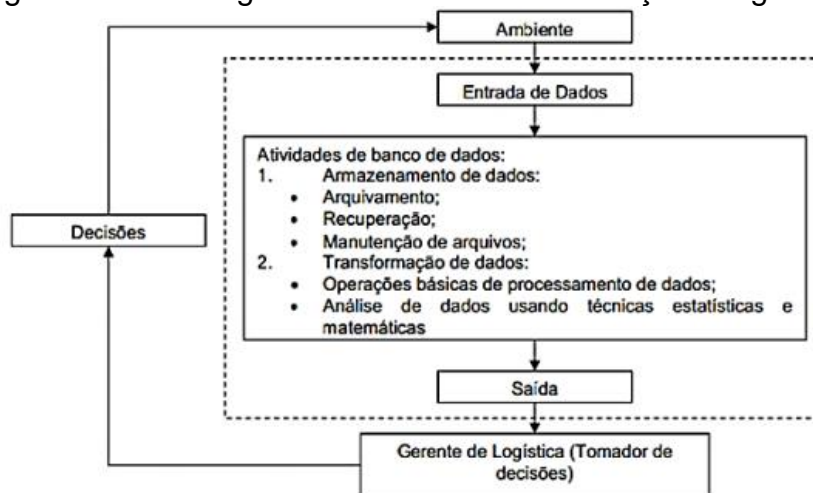 Ambiente
Entrada de Dados
Atividades de banco de dados:
1. Armazenamento de dados:
• Arquivamento;
• Recuperação;
• Manutenção de arquivos;
2. Transformação de dados:
• Operações básicas de processamento de dados;
• Análise de dados usando técnicas estatísticas e
matemáticas
Decisões
Saída
Gerente de Logística (Tomador de
decisões)